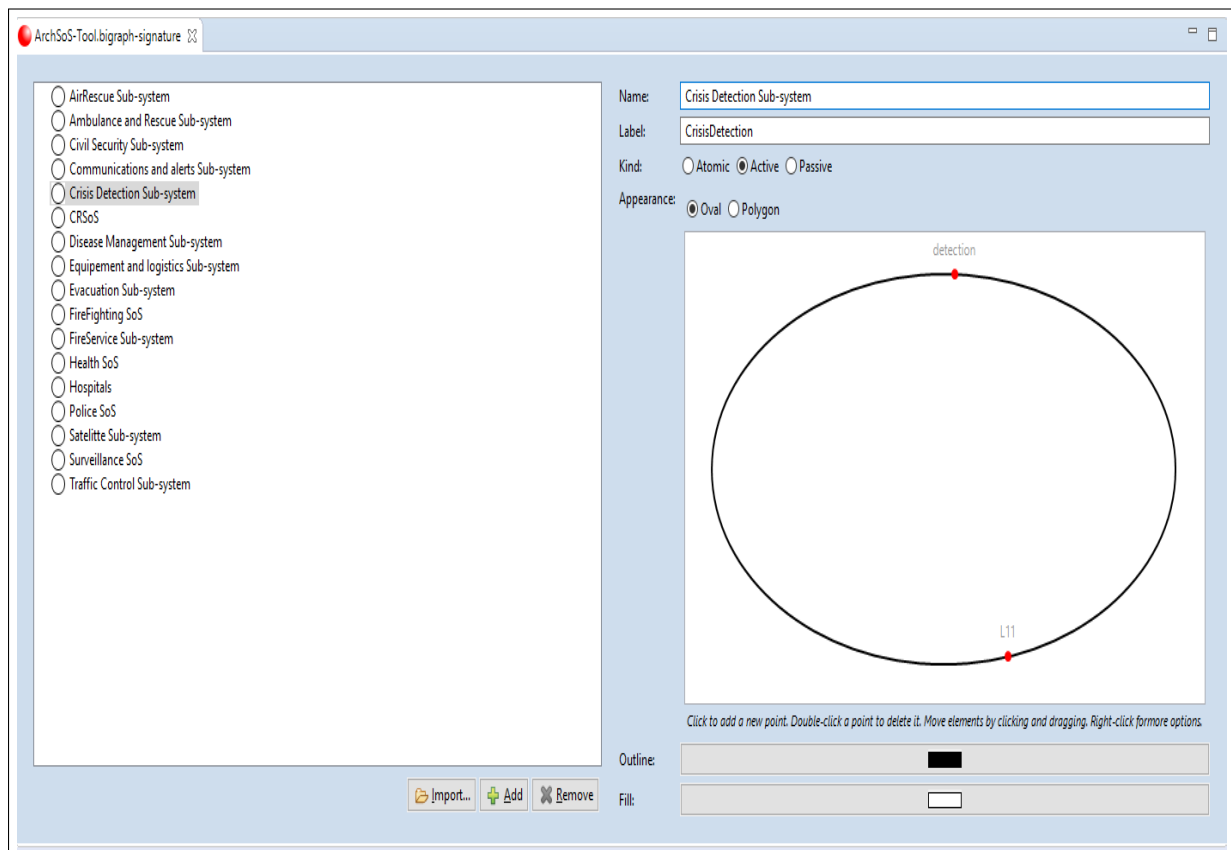 ArchSoS-Tool.bigraph-signature
AirRescue Sub-system
Ambulance and Rescue Sub-system
Civil Security Sub-system
Communications and alerts Sub-system
Crisis Detection Sub-system
CRSoS
Disease Management Sub-system
Equipement and logistics Sub-system
Evacuation Sub-system
FireFighting SoS
FireService Sub-system
Health SoS
Hospitals
Police SoS
Satelitte Sub-system
Surveillance SoS
Traffic Control Sub-system
Import... Add Remove
Name: Crisis Detection Sub-system
Label: CrisisDetection
Kind: Atomic Active Passive
Appearance: Oval Polygon
detection
L11
Click to add a new point. Double-click a point to delete it. Move elements by clicking and dragging. Right-click formore options.
Outline:
Fill: